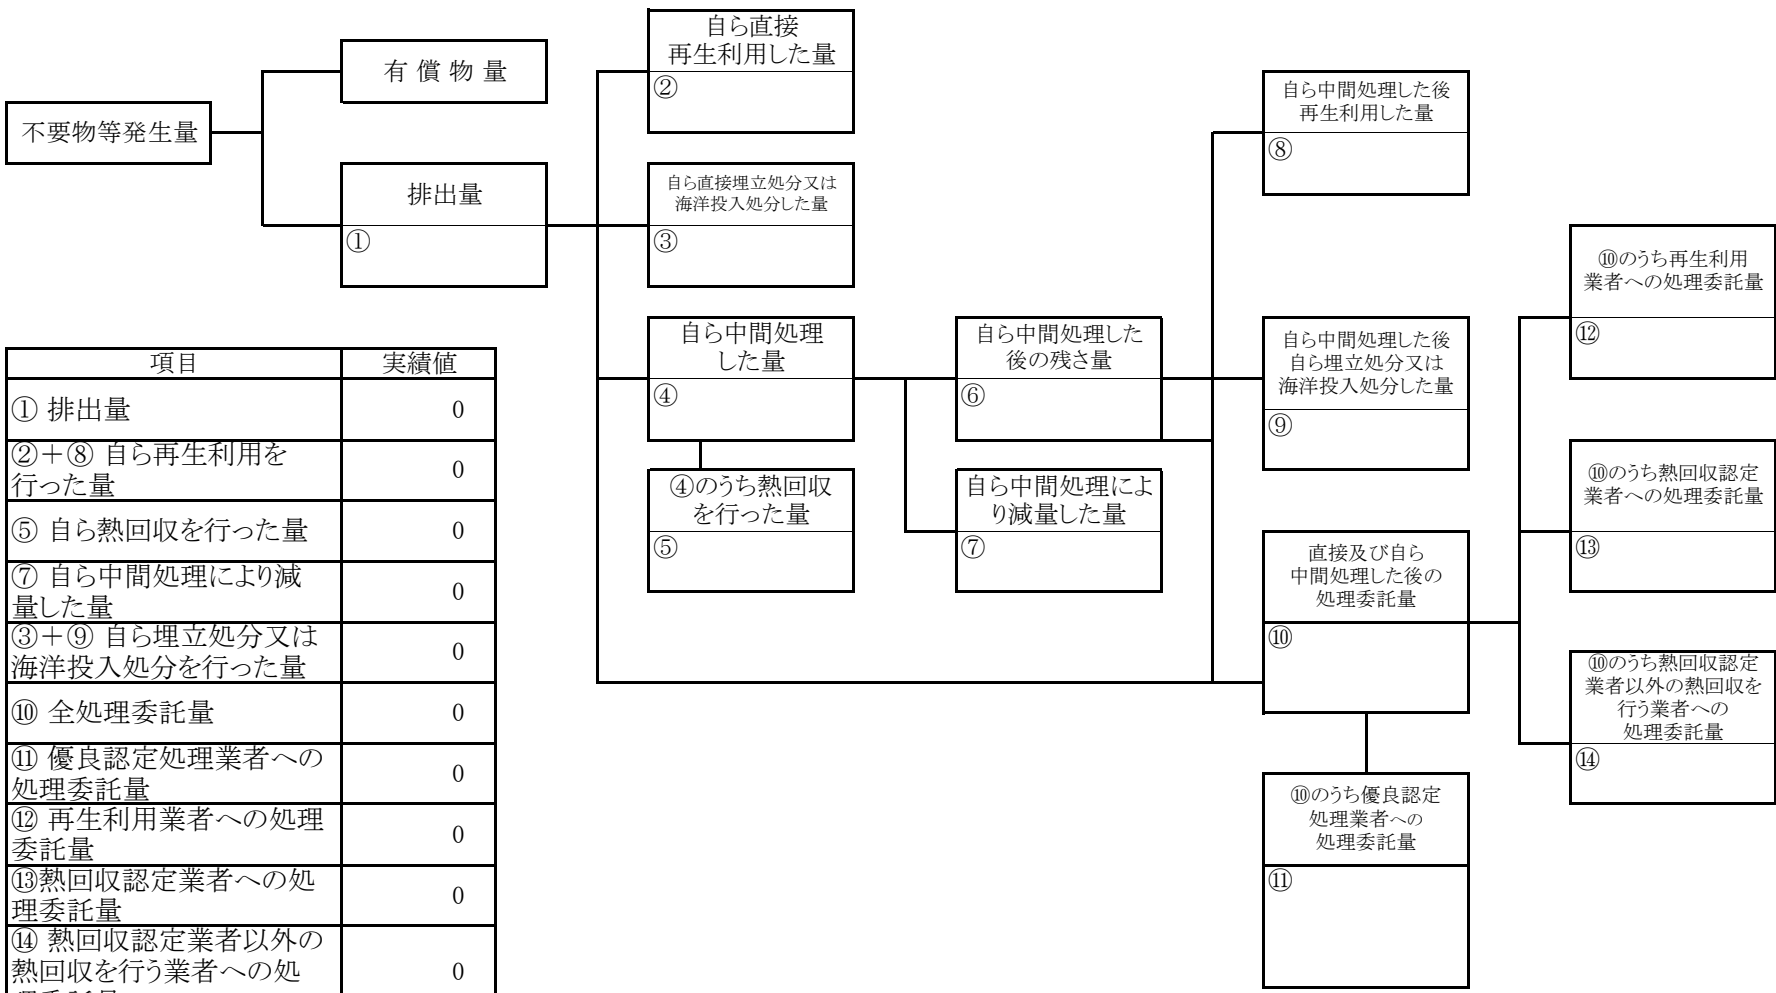 不要物等発生量
有 償 物 量
排出量
①
自ら直接
再生利用した量
②
自ら直接埋立処分又は
海洋投入処分した量
③
自ら中間処理
した量
④
④のうち熱回収
を行った量
⑤
自ら中間処理した
後の残さ量
⑥
自ら中間処理によ
り減量した量
⑦
自ら中間処理した後
再生利用した量
⑧
自ら中間処理した後
自ら埋立処分又は
海洋投入処分した量
⑨
直接及び自ら
中間処理した後の
処理委託量
⑩
⑩のうち優良認定
処理業者への
処理委託量
⑪
⑩のうち再生利用
業者への処理委託量
⑫
⑩のうち熱回収認定
業者への処理委託量
⑬
⑩のうち熱回収認定
業者以外の熱回収を
行う業者への
処理委託量
⑭
項目 実績値
① 排出量 0
②+⑧ 自ら再生利用を
行った量 0
⑤ 自ら熱回収を行った量 0
⑦ 自ら中間処理により減
量した量 0
③+⑨ 自ら埋立処分又は
海洋投入処分を行った量 0
⑩ 全処理委託量 0
⑪ 優良認定処理業者への
処理委託量 0
⑫ 再生利用業者への処理
委託量 0
⑬熱回収認定業者への処
理委託量 0
⑭ 熱回収認定業者以外の
熱回収を行う業者への処 0